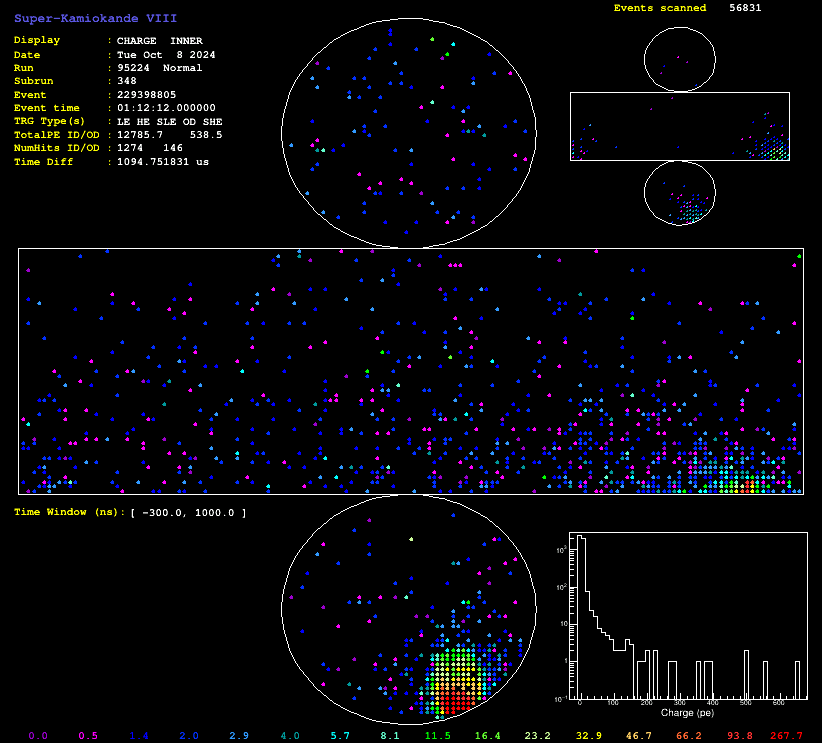 Super-Kamiokande VIII
Events scanned 56831
Display : CHARGE INNER
Date : Tue Oct 8 2024
Run : 95224 Normal
Subrun : 348
Event : 229398805
Event time : 01:12:12.000000
TRG Type(s) : LE HE SLE OD SHE
TotalPE ID/OD : 12785.7 538.5
NumHits ID/OD : 1274 146
Time Diff : 1094.751831 us
Time Window (ns): [ -300.0, 1000.0 ]
10²
10
1
10⁻¹
0 100 200 300 400 500 600
Charge (pe)
0.0 0.5 1.4 2.0 2.9 4.0 5.7 8.1 11.5 16.4 23.2 32.9 46.7 66.2 93.8 267.7